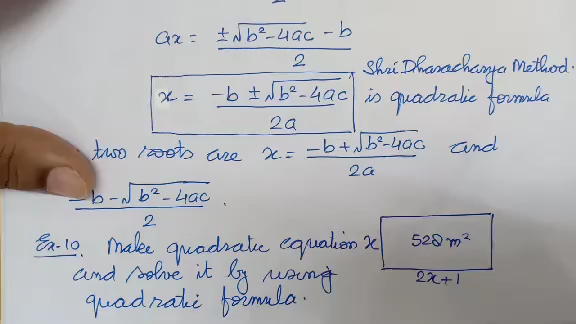 ax = ±√b²-4ac - b / 2
x = -b ±√b²-4ac / 2a
Shri Dharacharya Method.
is quadratic formula
two roots are x = -b+√b²-4ac / 2a and
-b-√b²-4ac / 2 .
Ex-10. Make quadratic equation
and solve it by using
quadratic formula.
x
528 m²
2x+1